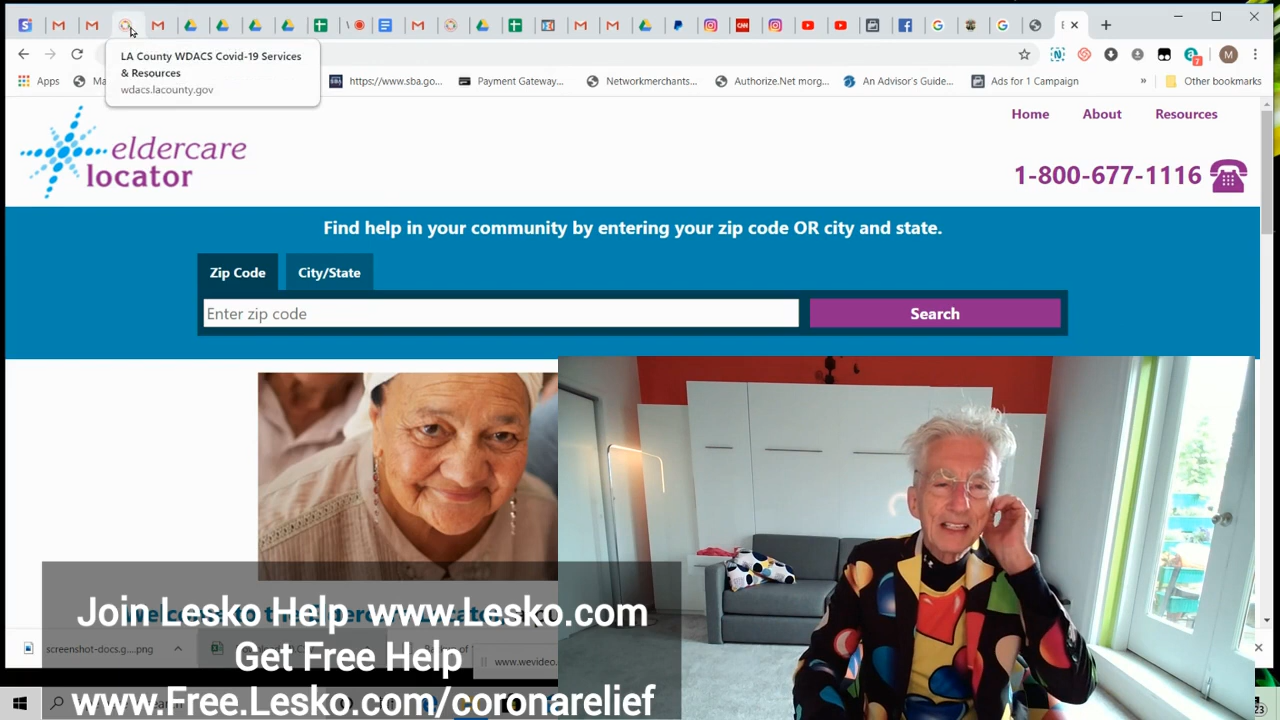 LA County WDACS Covid-19 Services
& Resources
wdacs.lacounty.gov
Apps
https://www.sba.go...
Payment Gateway...
Networkmerchants...
Authorize.Net morg...
An Advisor's Guide...
Ads for 1 Campaign
»
Other bookmarks
eldercare
locator
Home
About
Resources
1-800-677-1116
Find help in your community by entering your zip code OR city and state.
Zip Code
City/State
Enter zip code
Search
Join Lesko Help www.Lesko.com
Get Free Help
www.Free.Lesko.com/coronarelief
screenshot-docs.g....png
www.wevideo.